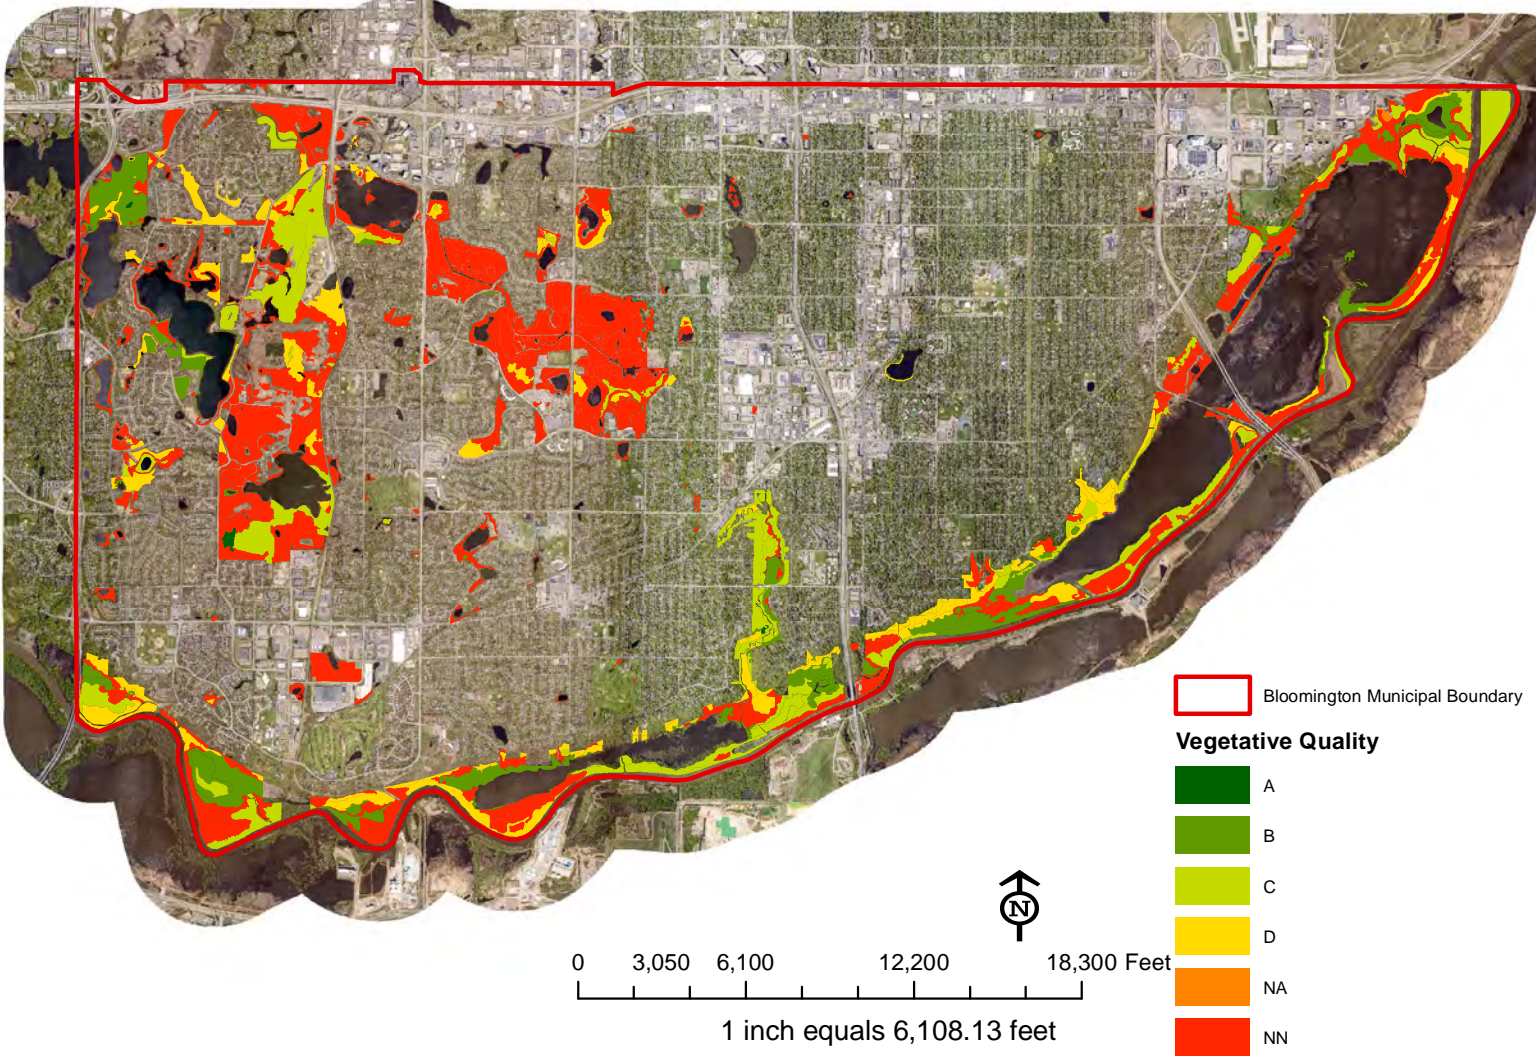 Bloomington Municipal Boundary
Vegetative Quality
A
B
C
D
NA
NN
N
0 3,050 6,100 12,200 18,300 Feet
1 inch equals 6,108.13 feet